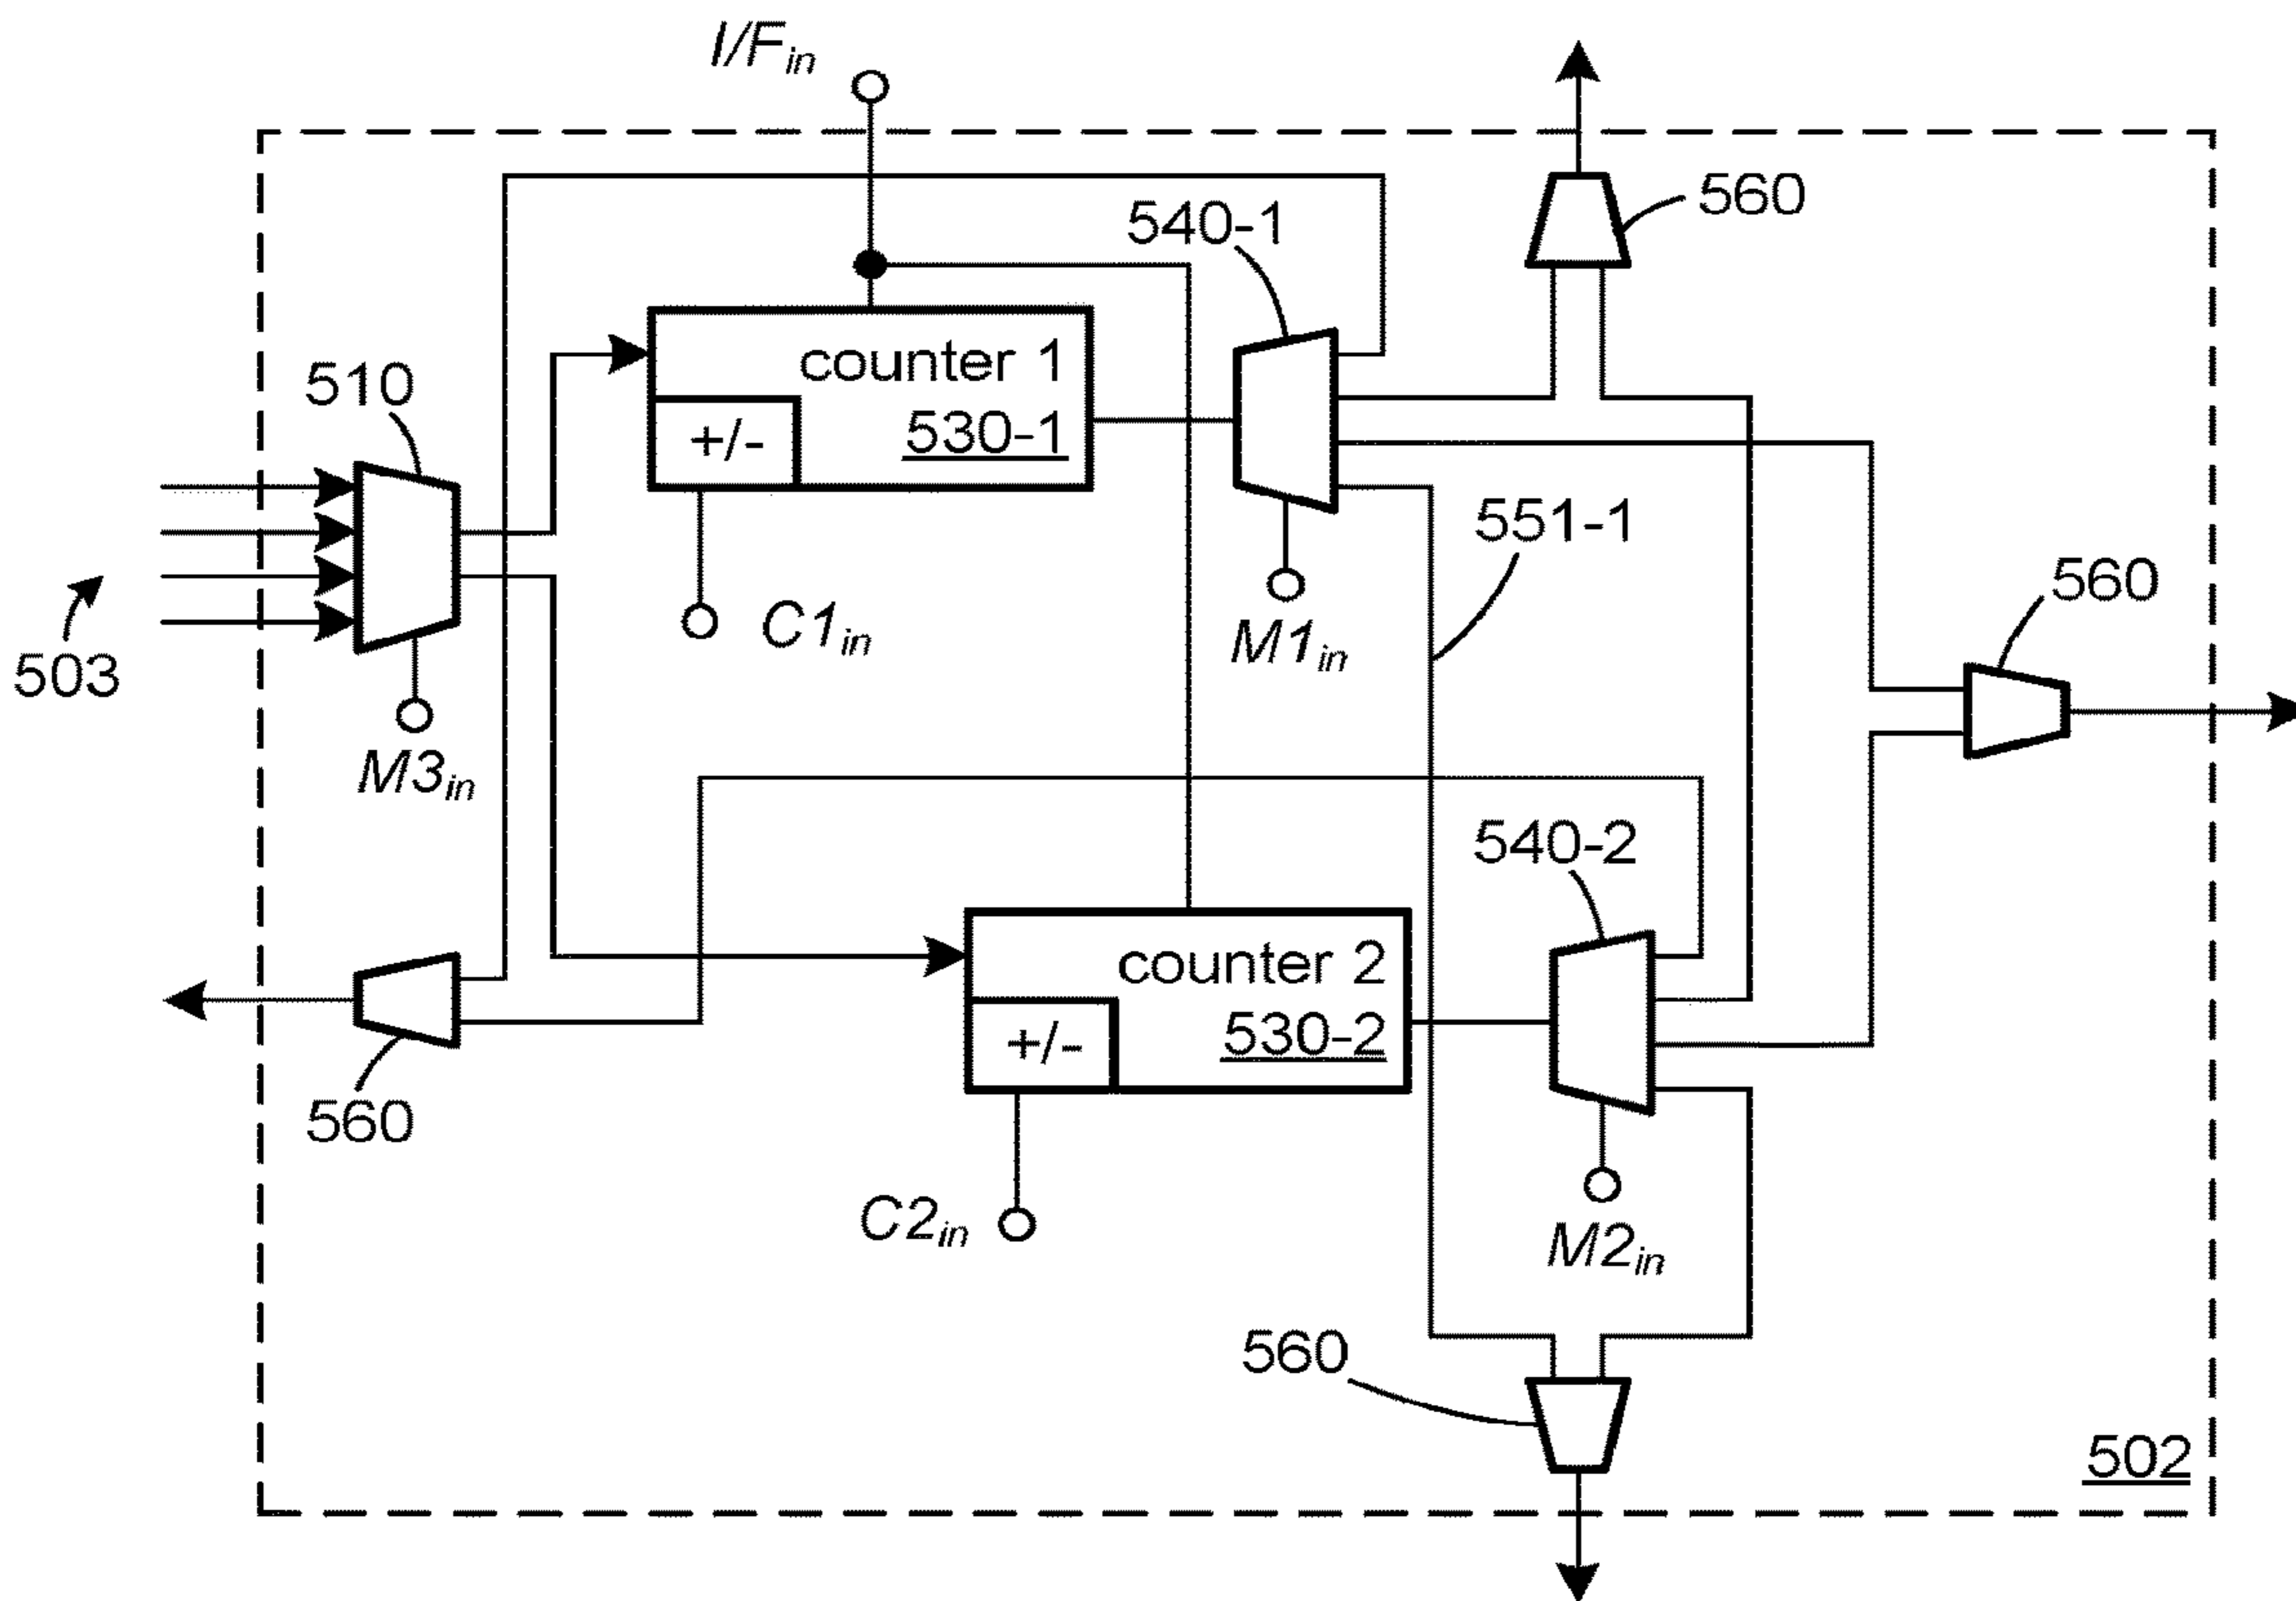 I/Fin
560
540-1
counter 1
510
+/-
530-1
551-1
560
C1in
M1in
503
M3in
540-2
counter 2
530-2
+/-
560
C2in
M2in
560
502